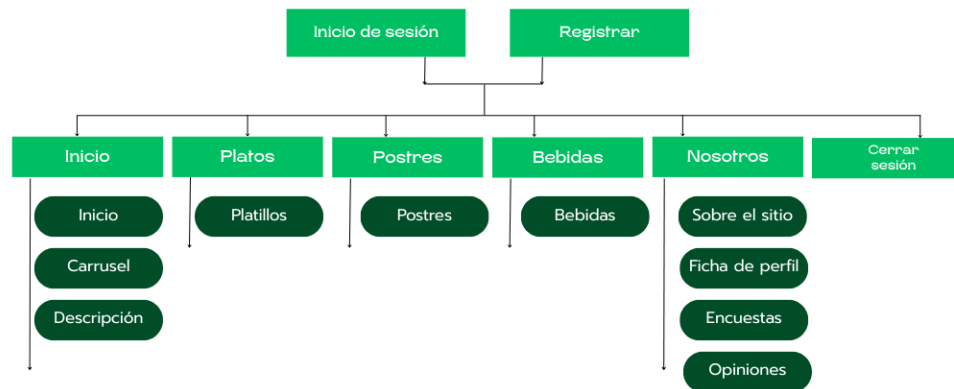 Inicio de sesión
Registrar
Inicio
Platos
Postres
Bebidas
Nosotros
Cerrar
sesión
Inicio
Platillos
Postres
Bebidas
Sobre el sitio
Carrusel
Ficha de perfil
Descripción
Encuestas
Opiniones